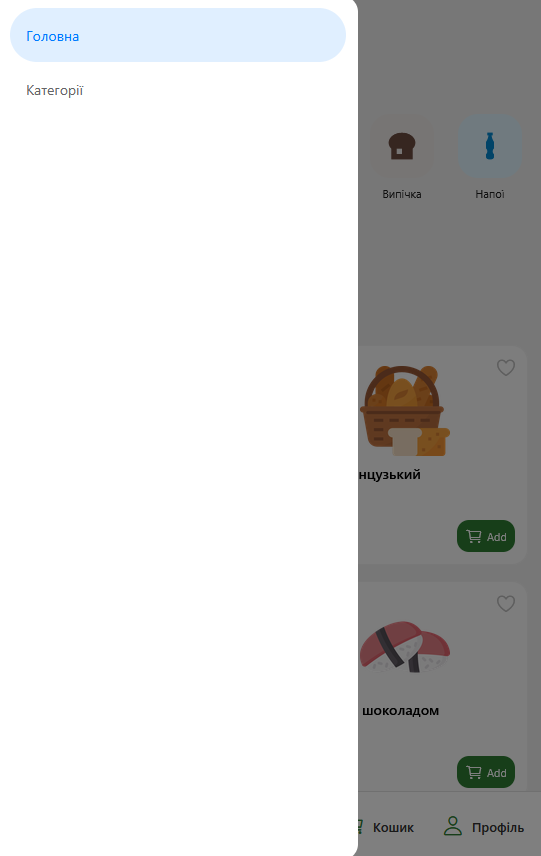 Головна
Категорії
Випічка
Напої
нцузький
Add
шоколадом
Add
Кошик
Профіль